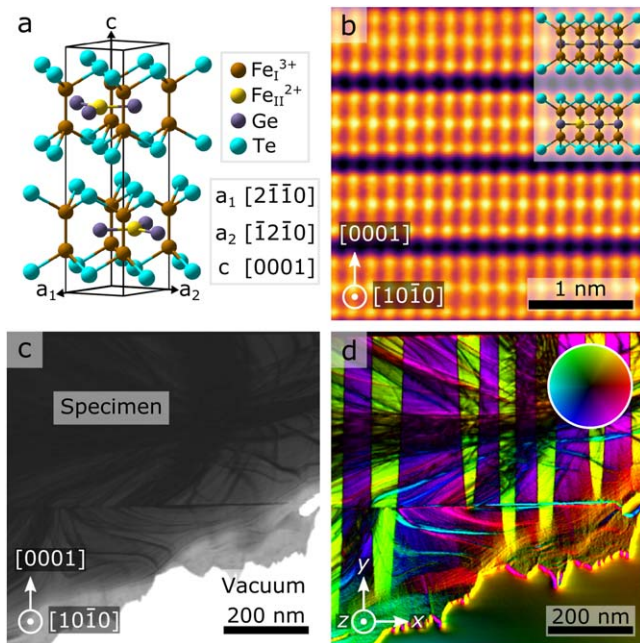 a
c
Fe_I^3+
Fe_II^2+
Ge
Te
a₁ [21̄1̄0]
a₂ [1̄21̄0]
c [0001]
a₁
a₂
b
[0001]
[101̄0]
1 nm
c
Specimen
[0001]
[101̄0]
Vacuum
200 nm
d
y
z
x
200 nm